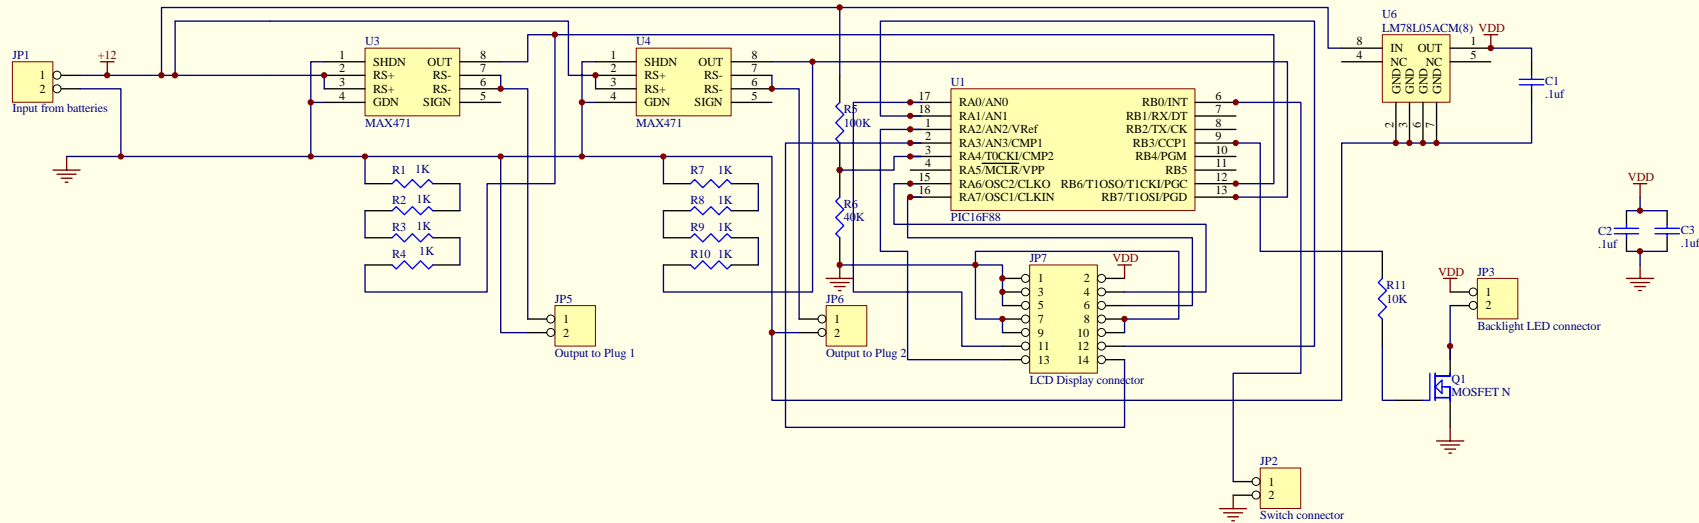 JP1
1
2
Input from batteries
+12
U3
1 SHDN OUT 8
2 RS+ RS- 7
3 RS+ RS- 6
4 GDN SIGN 5
MAX471
U4
1 SHDN OUT 8
2 RS+ RS- 7
3 RS+ RS- 6
4 GDN SIGN 5
MAX471
R1 1K
R2 1K
R3 1K
R4 1K
R7 1K
R8 1K
R9 1K
R10 1K
R5
100K
R6
40K
JP5
1
2
Output to Plug 1
JP6
1
2
Output to Plug 2
U1
17 RA0/AN0 RB0/INT 6
18 RA1/AN1 RB1/RX/DT 7
1 RA2/AN2/VRef RB2/TX/CK 8
2 RA3/AN3/CMP1 RB3/CCP1 9
3 RA4/T0CKI/CMP2 RB4/PGM 10
4 RA5/MCLR/VPP RB5 11
15 RA6/OSC2/CLKO RB6/T1OSO/T1CKI/PGC 12
16 RA7/OSC1/CLKIN RB7/T1OSI/PGD 13
PIC16F88
JP7
VDD
1 2
3 4
5 6
7 8
9 10
11 12
13 14
LCD Display connector
U6
LM78L05ACM(8)
VDD
8 IN OUT 1
4 NC NC 5
GND GND GND GND
2 3 6 7
C1
.1uf
VDD
C2
.1uf
C3
.1uf
R11
10K
VDD
JP3
1
2
Backlight LED connector
Q1
MOSFET N
JP2
1
2
Switch connector